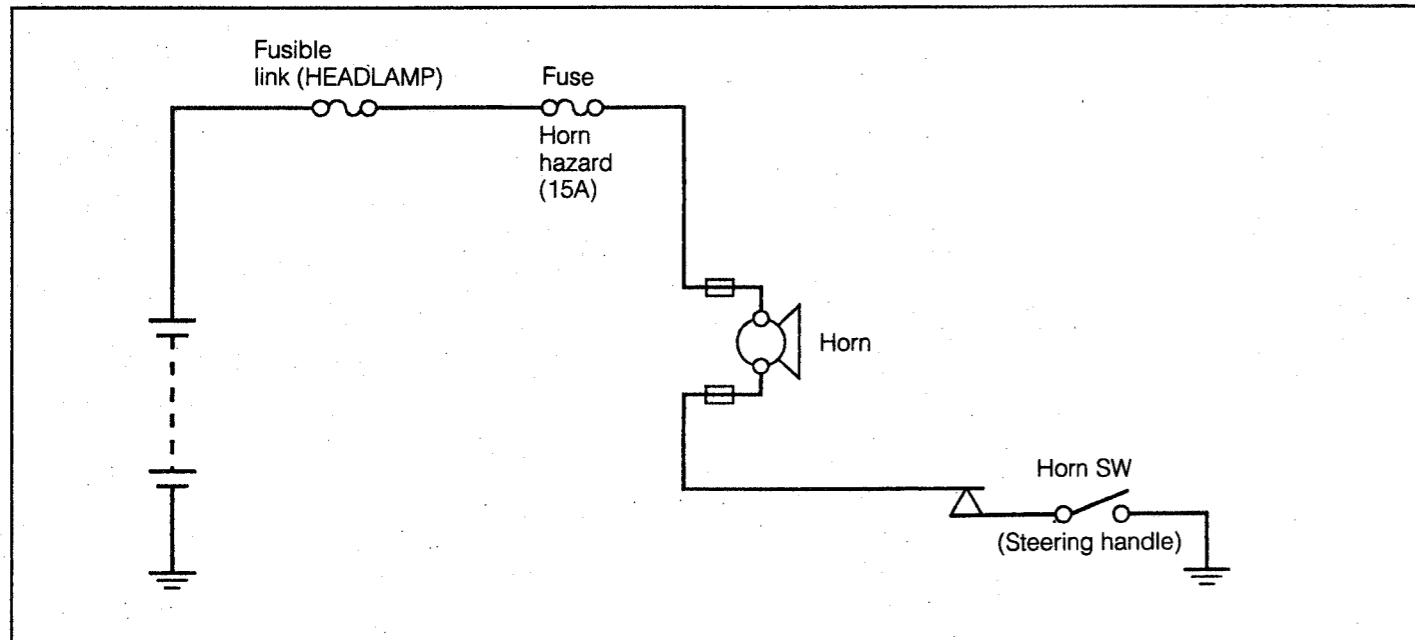 Fusible
link (HEADLAMP)
Fuse
Horn
hazard
(15A)
Horn
Horn SW
(Steering handle)